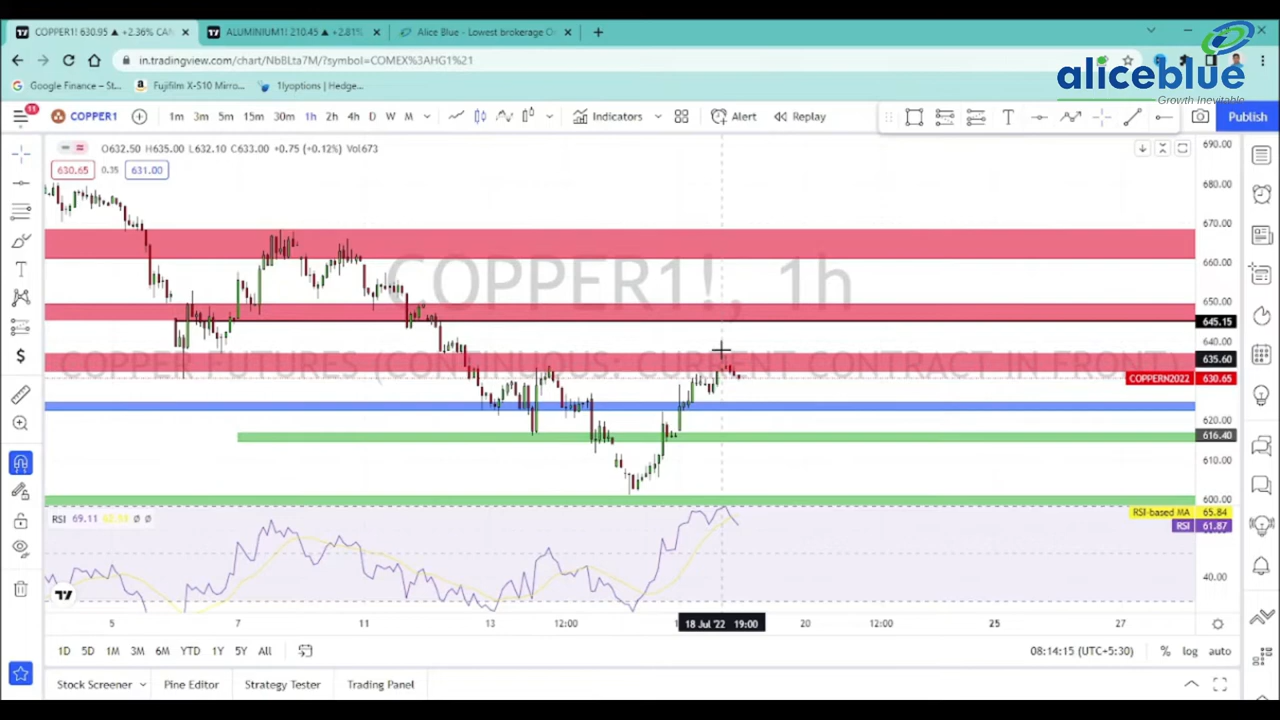 COPPER1! 630.95 ▲ +2.36% CAN
ALUMINIUM1! 210.45 ▲ +2.81%
Alice Blue - Lowest brokerage
aliceblue
Growth Inevitable
in.tradingview.com/chart/NbBLta7M/?symbol=COMEX%3AHG1%21
Google Finance – St...
Fujifilm X-S10 Mirro...
1lyoptions | Hedge...
11
COPPER1
1m 3m 5m 15m 30m 1h 2h 4h D W M
Indicators
Alert
Replay
Publish
O632.50 H635.00 L632.10 C633.00 +0.75 (+0.12%) Vol673
630.65 0.35 631.00
COPPER1!, 1h
COPPER FUTURES (CONTINUOUS: CURRENT CONTRACT IN FRONT)
690.00
680.00
670.00
660.00
650.00
645.15
640.00
635.60
COPPERN2022 630.65
620.00
616.40
610.00
600.00
RSI 69.11
RSI-based MA 65.84
RSI 61.87
40.00
5 7 11 13 12:00 18 Jul '22 19:00 20 12:00 25 27
1D 5D 1M 3M 6M YTD 1Y 5Y All
08:14:15 (UTC+5:30) % log auto
Stock Screener Pine Editor Strategy Tester Trading Panel